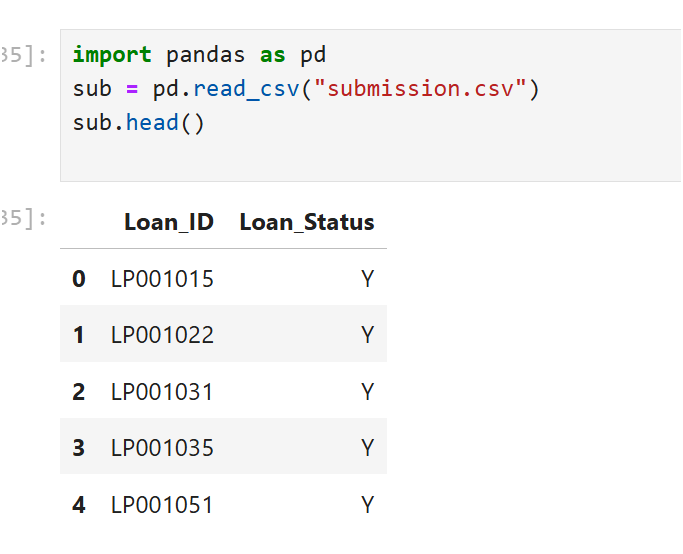 35]: import pandas as pd
sub = pd.read_csv("submission.csv")
sub.head()
35]: Loan_ID Loan_Status
0 LP001015 Y
1 LP001022 Y
2 LP001031 Y
3 LP001035 Y
4 LP001051 Y